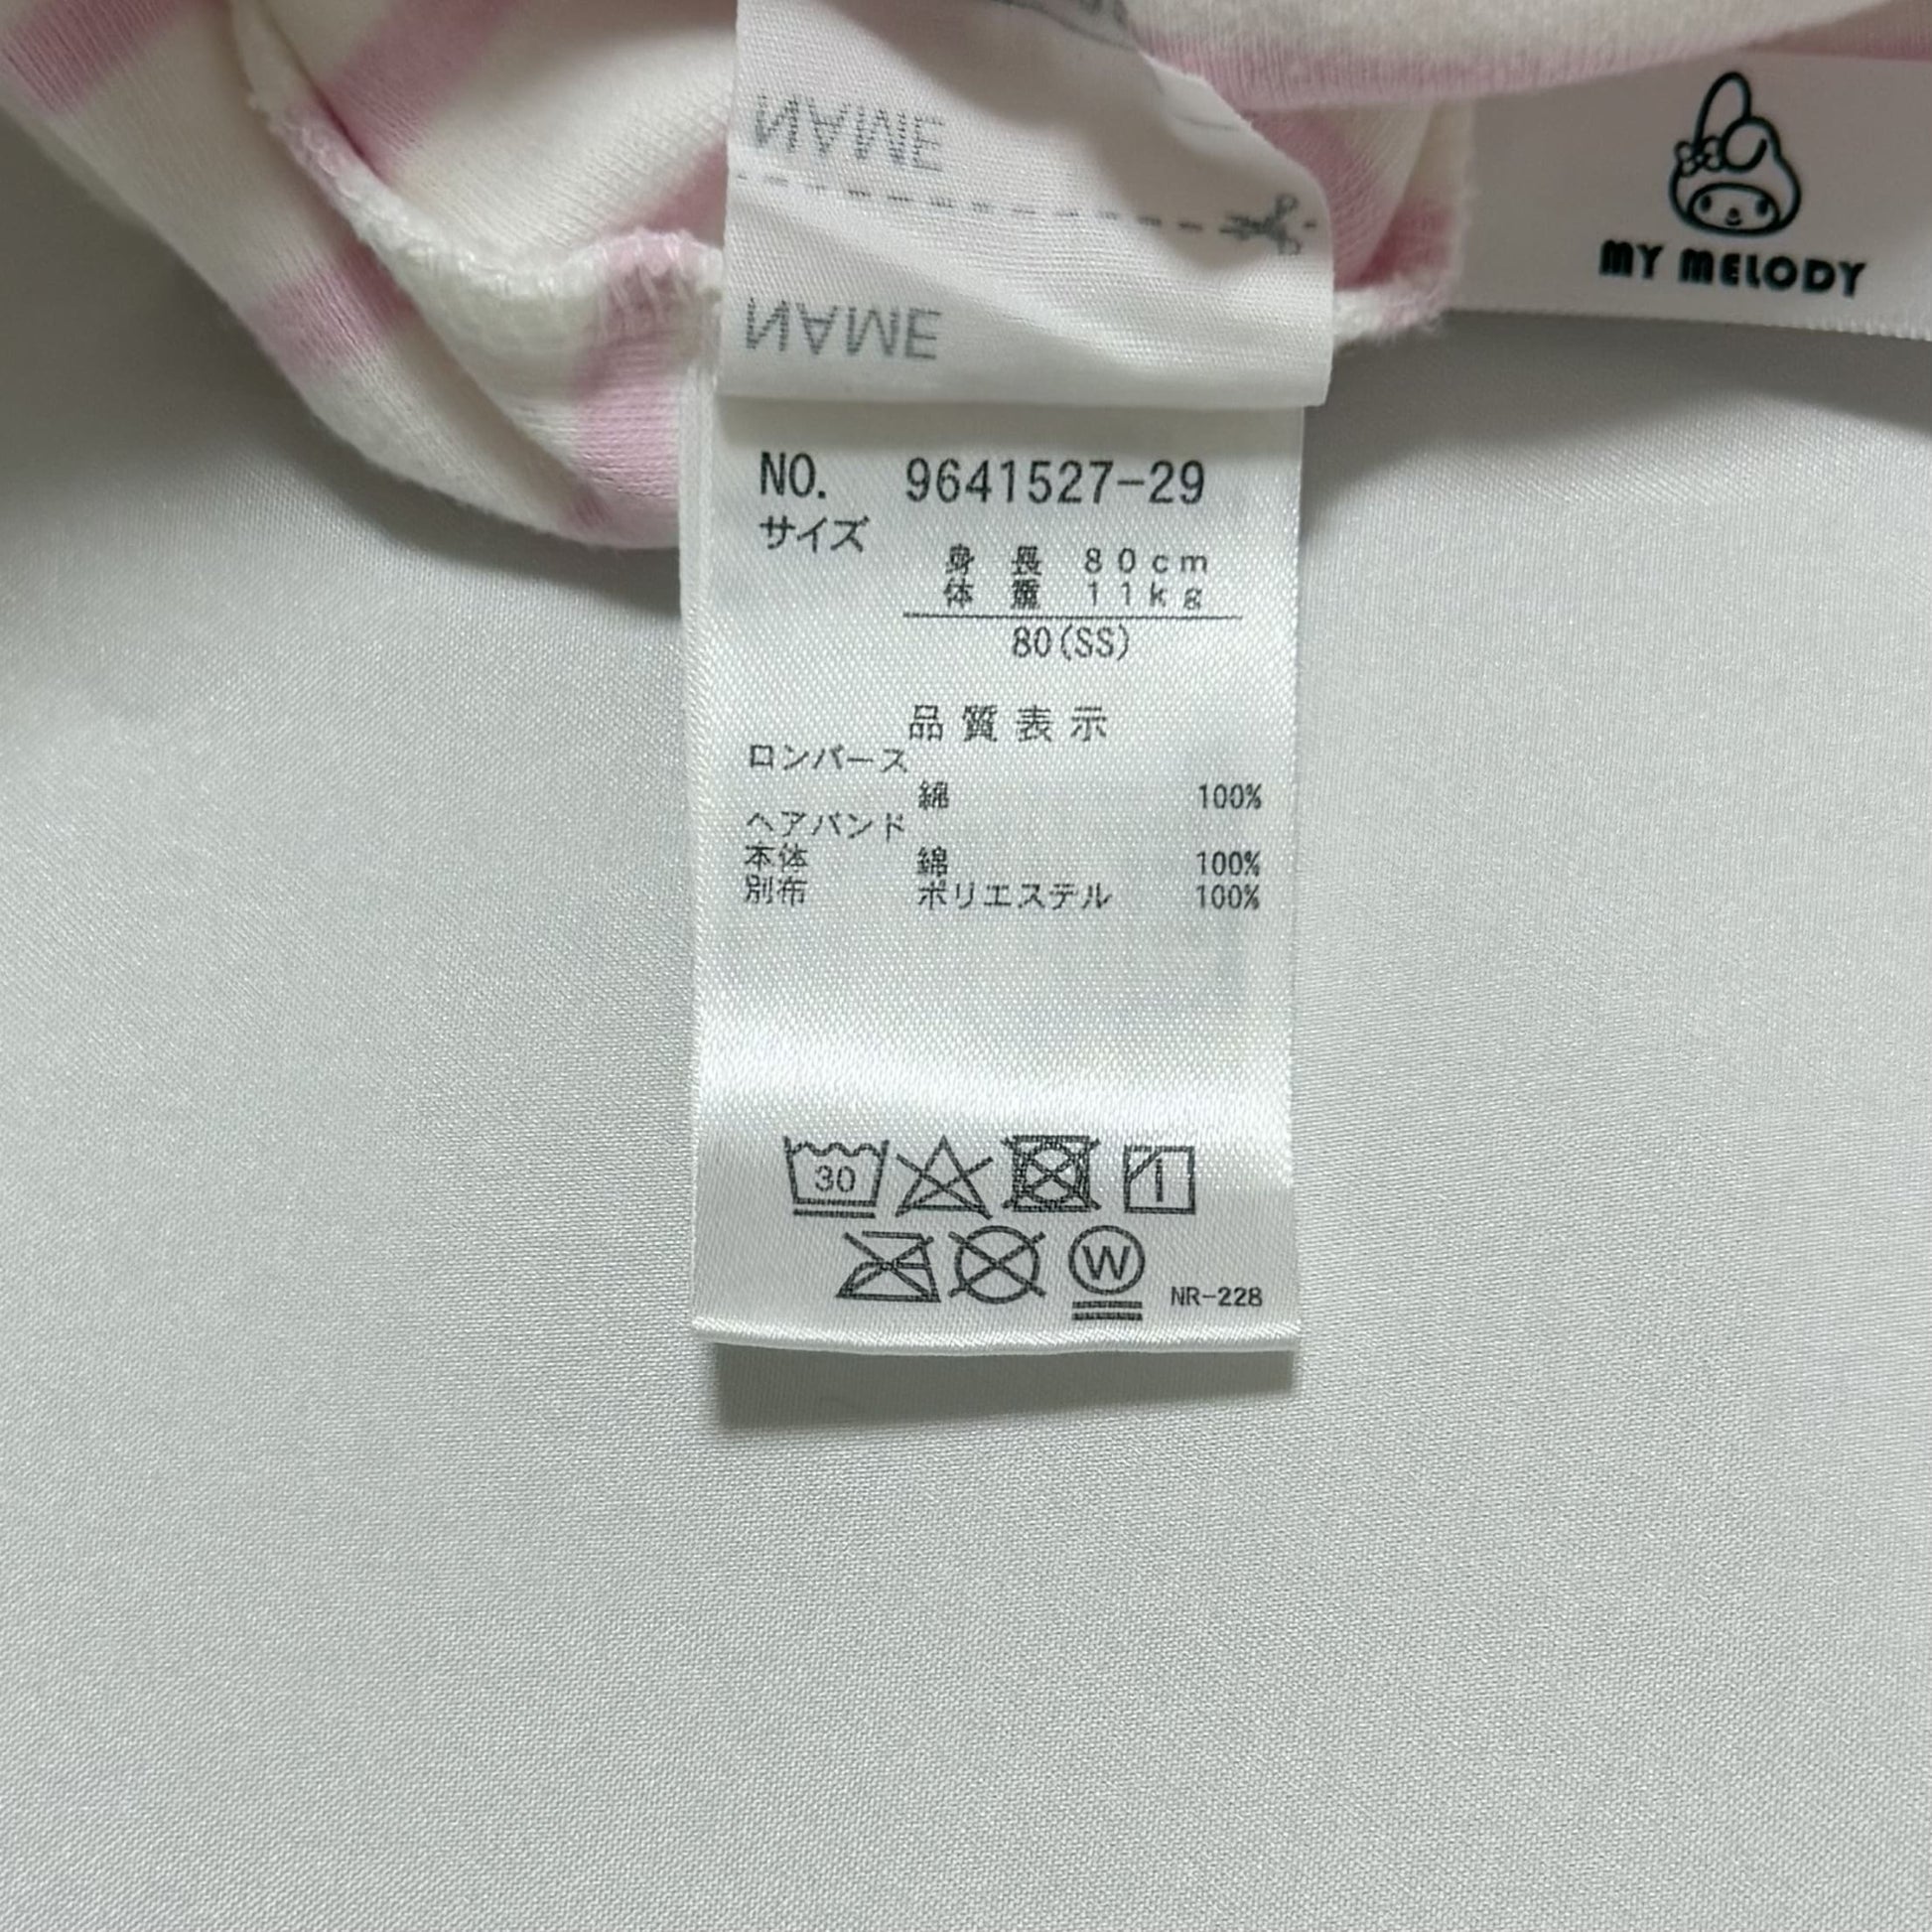 NAME
NAME
MY MELODY
NO. 9641527-29
サイズ
身長 80cm
体重 11kg
80(SS)
品質表示
ロンパース
綿 100%
ヘアバンド
本体 綿 100%
別布 ポリエステル 100%
30
W
NR-228